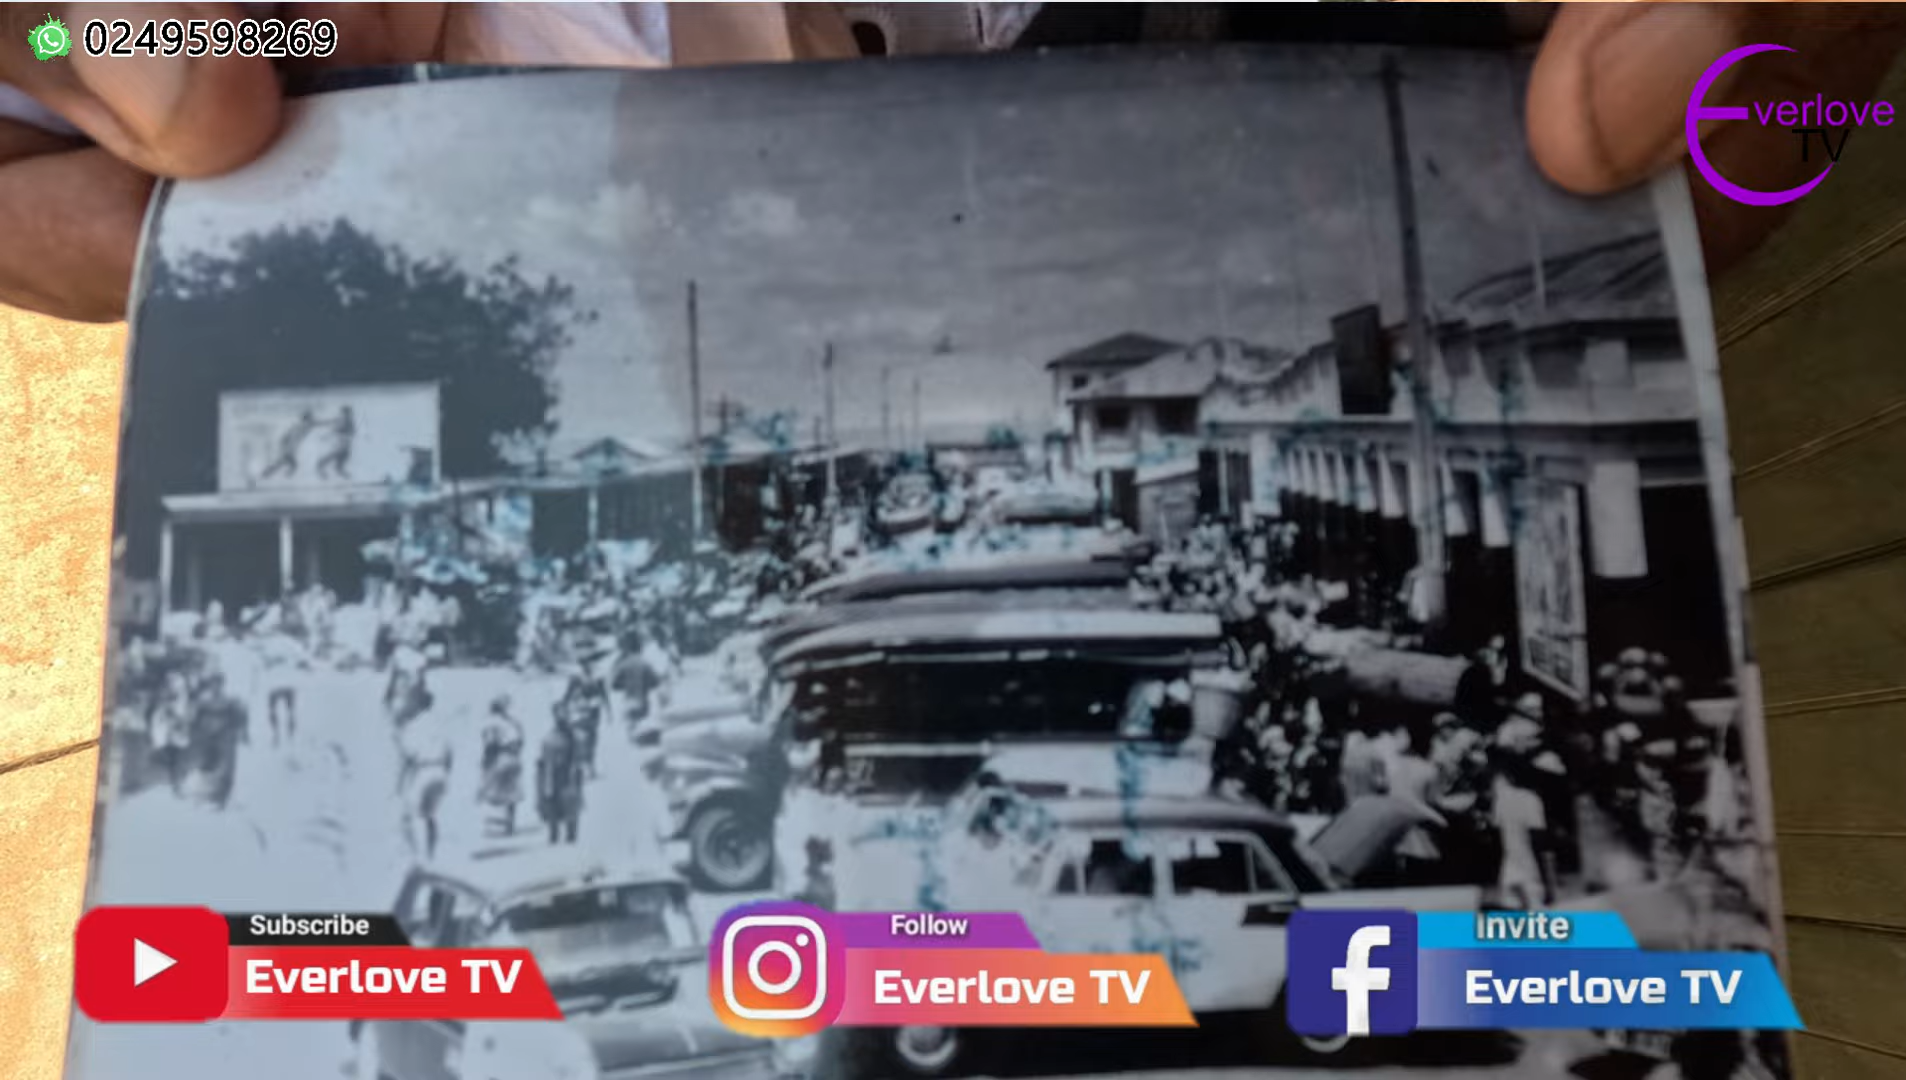 0249598269
Everlove
TV
Subscribe
Everlove TV
Follow
Everlove TV
Invite
Everlove TV